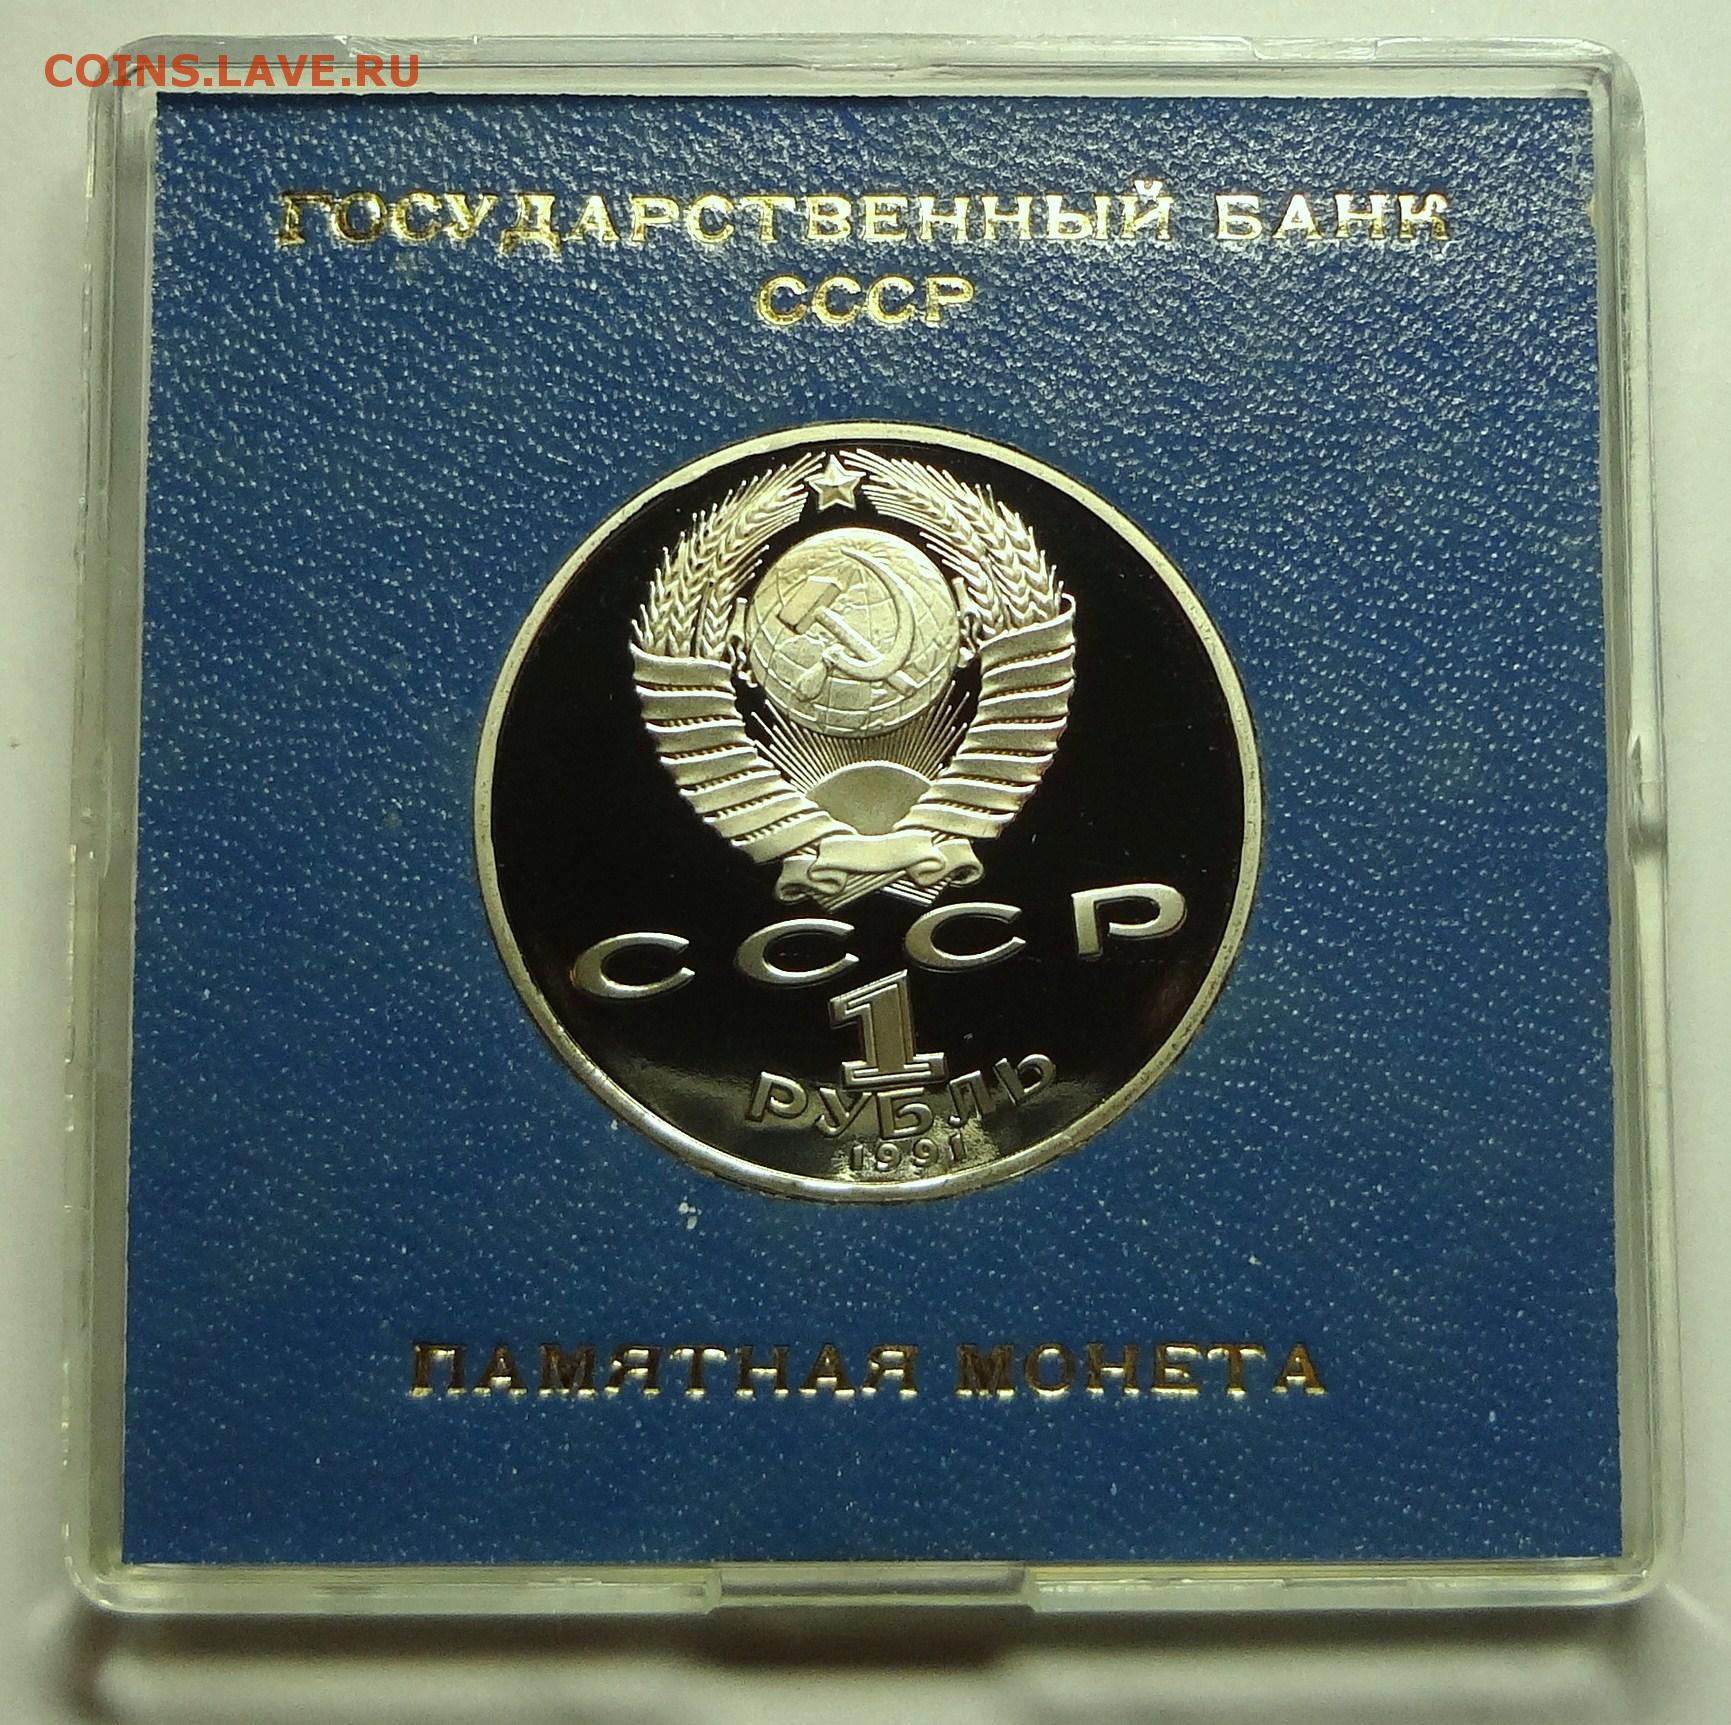 COINS.LAVE.RU
ГОСУДАРСТВЕННЫЙ БАНК
СССР
СССР
1
РУБЛЬ
1991
ПАМЯТНАЯ МОНЕТА